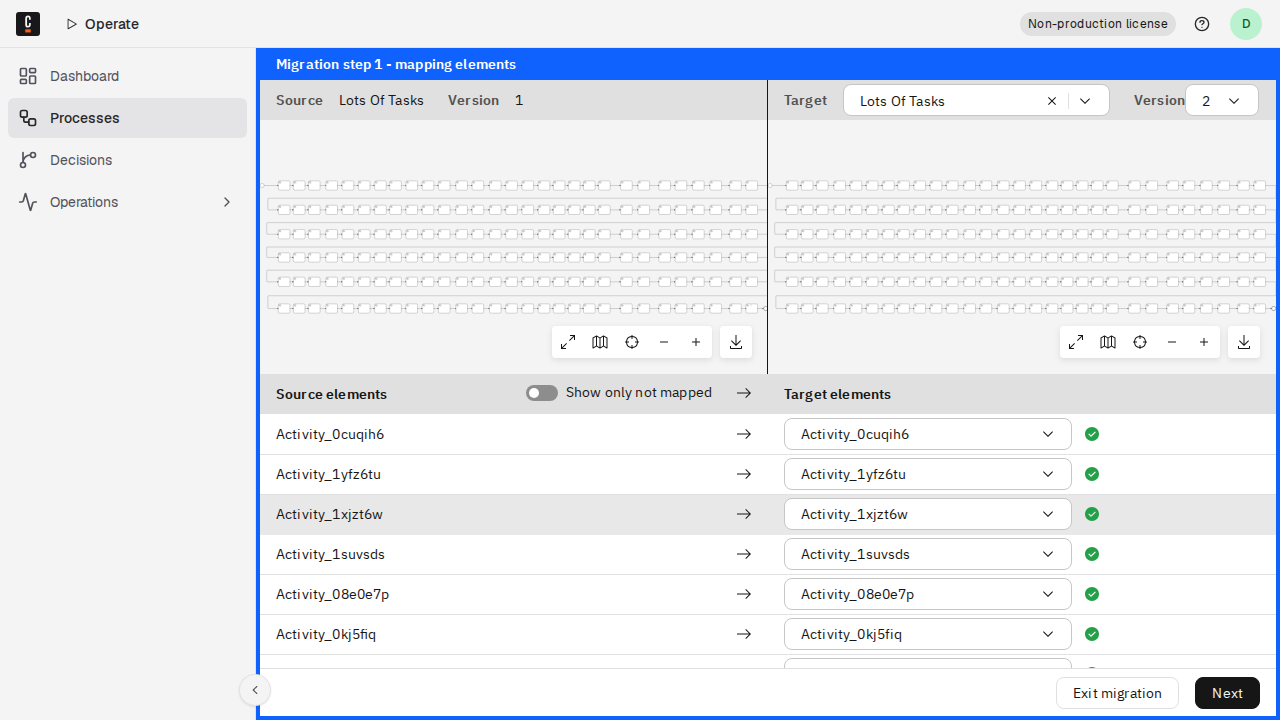 Operate
Non-production license
D
Dashboard
Processes
Decisions
Operations
Migration step 1 - mapping elements
Source Lots Of Tasks Version 1
Target Lots Of Tasks Version 2
Source elements Show only not mapped Target elements
Activity_0cuqih6 Activity_0cuqih6
Activity_1yfz6tu Activity_1yfz6tu
Activity_1xjzt6w Activity_1xjzt6w
Activity_1suvsds Activity_1suvsds
Activity_08e0e7p Activity_08e0e7p
Activity_0kj5fiq Activity_0kj5fiq
Exit migration Next